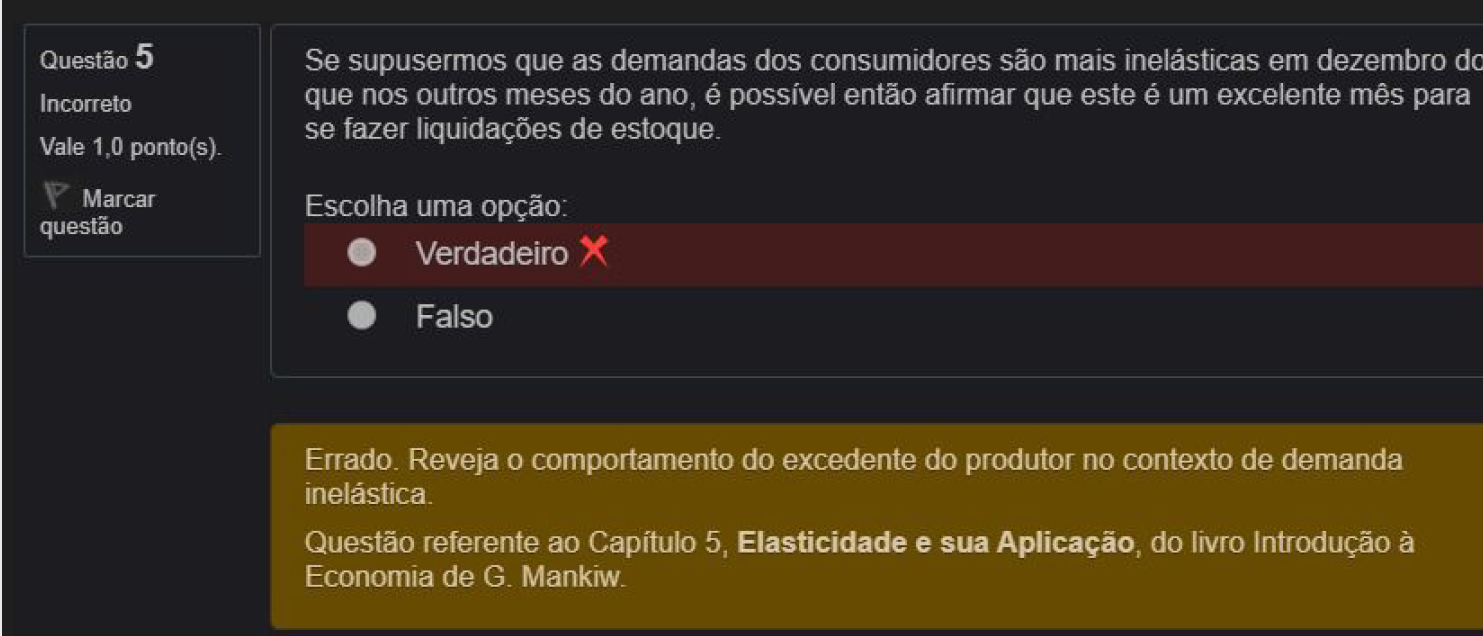 Questão 5
Incorreto
Vale 1,0 ponto(s).
Marcar
questão
Se supusermos que as demandas dos consumidores são mais inelásticas em dezembro do
que nos outros meses do ano, é possível então afirmar que este é um excelente mês para
se fazer liquidações de estoque.
Escolha uma opção:
Verdadeiro
Falso
Errado. Reveja o comportamento do excedente do produtor no contexto de demanda
inelástica.
Questão referente ao Capítulo 5, Elasticidade e sua Aplicação, do livro Introdução à
Economia de G. Mankiw.